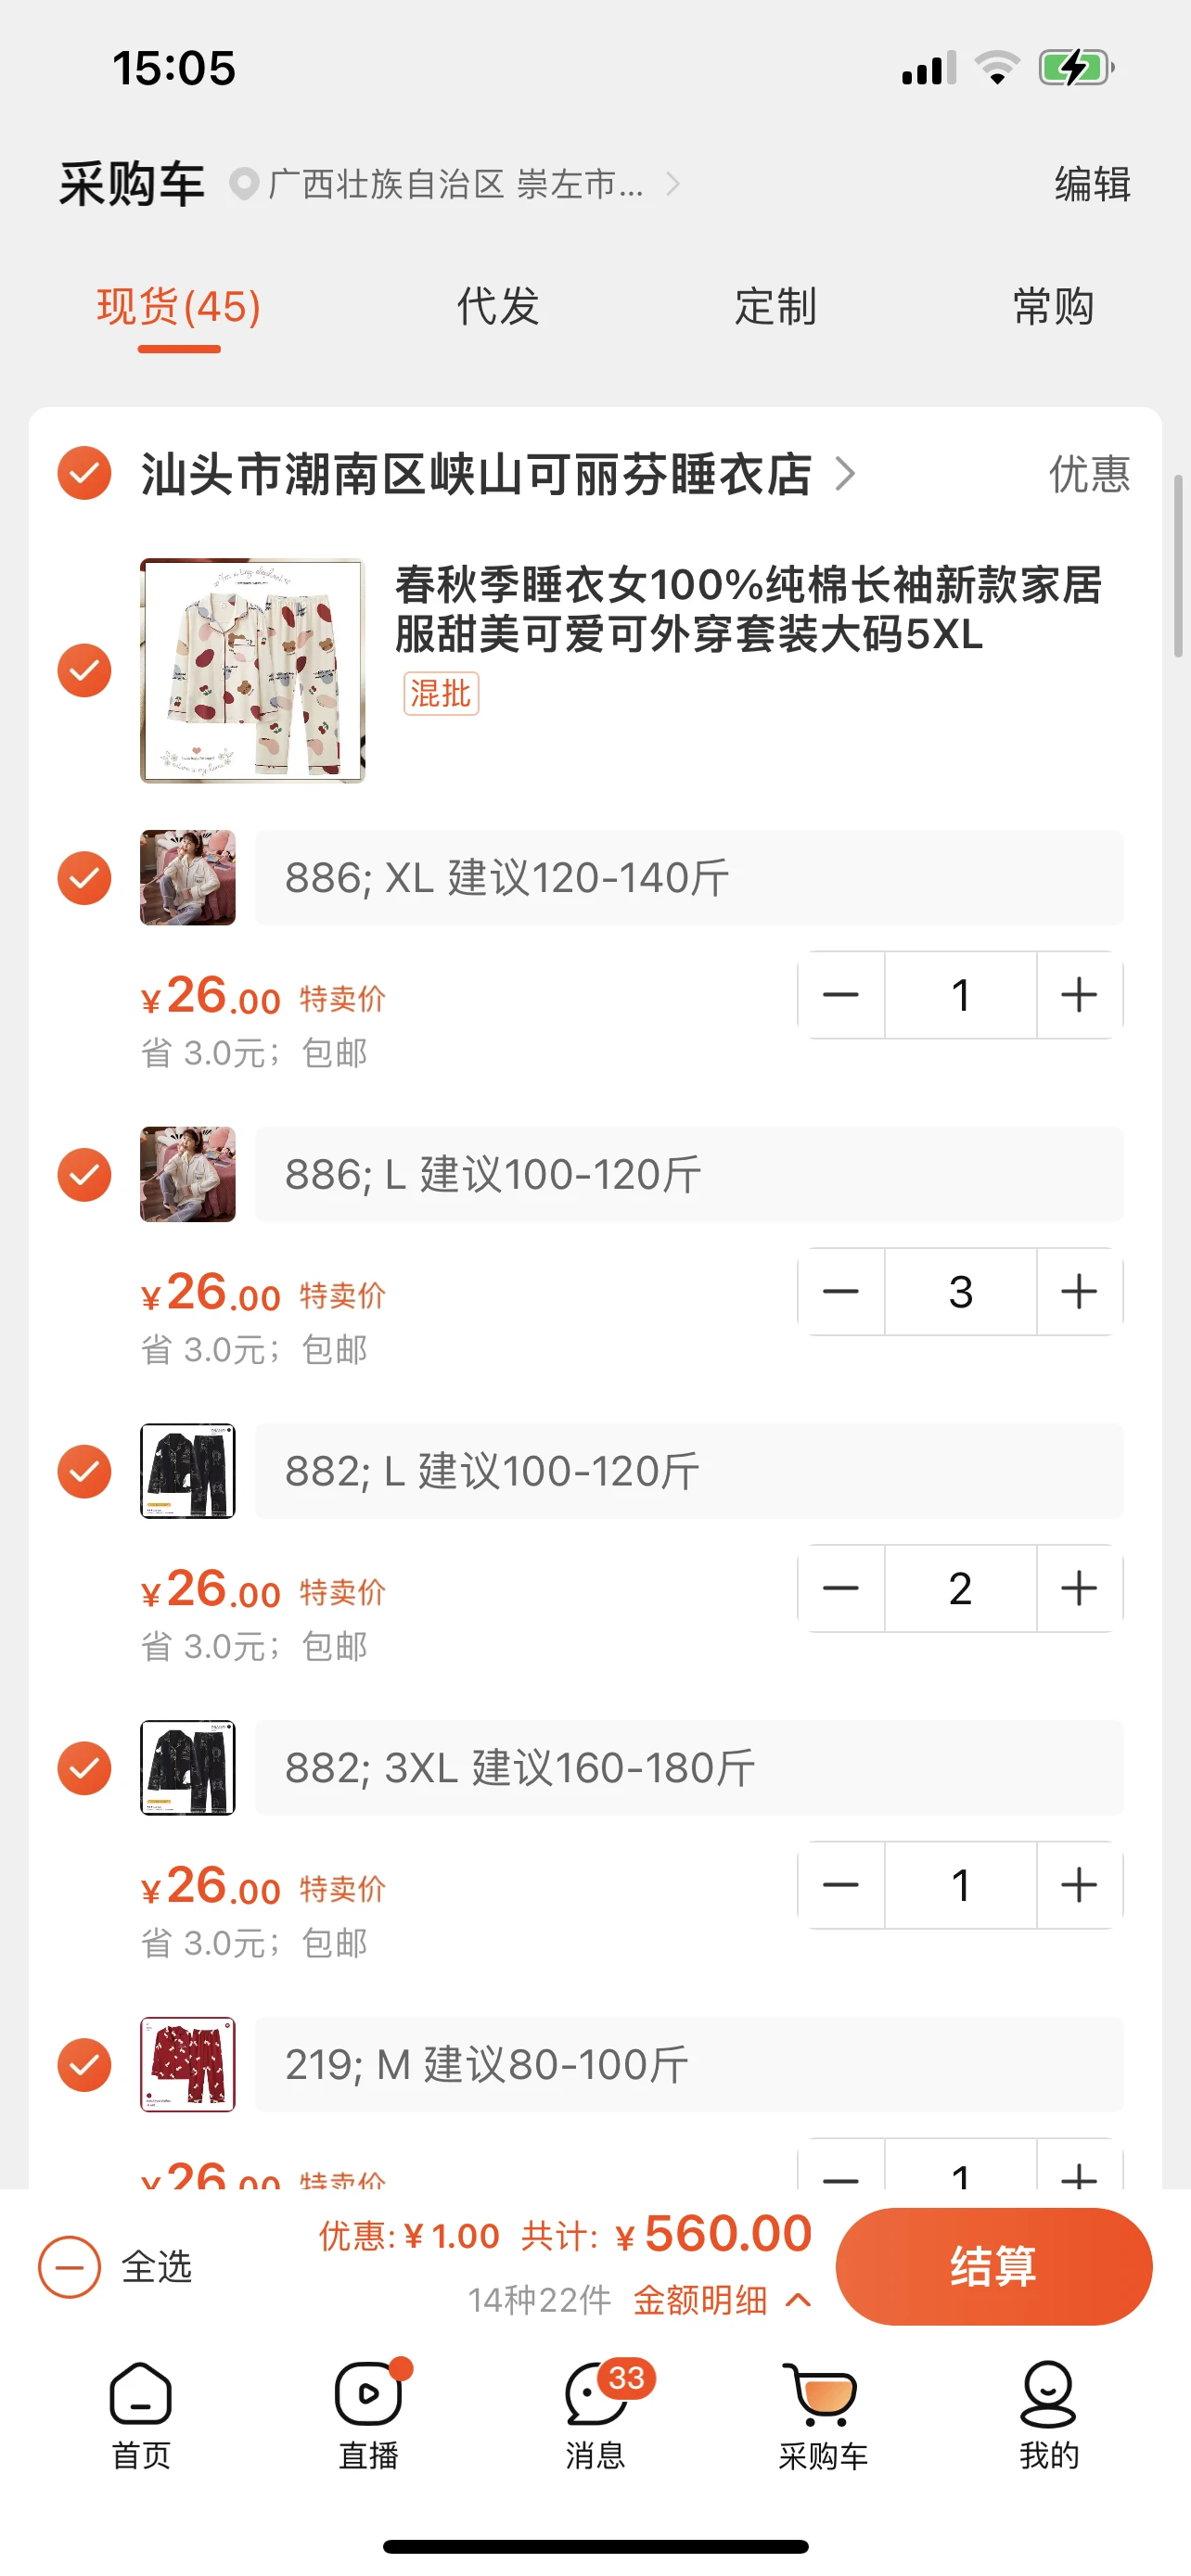 15:05
采购车 广西壮族自治区 崇左市... 编辑
现货(45) 代发 定制 常购
汕头市潮南区峡山可丽芬睡衣店 优惠
春秋季睡衣女100%纯棉长袖新款家居
服甜美可爱可外穿套装大码5XL
混批
886; XL 建议120-140斤
¥26.00 特卖价 1
省 3.0元；包邮
886; L 建议100-120斤
¥26.00 特卖价 3
省 3.0元；包邮
882; L 建议100-120斤
¥26.00 特卖价 2
省 3.0元；包邮
882; 3XL 建议160-180斤
¥26.00 特卖价 1
省 3.0元；包邮
219; M 建议80-100斤
¥26.00 特卖价 1
优惠:¥1.00 共计: ¥560.00
全选 结算
14种22件 金额明细
33
首页 直播 消息 采购车 我的